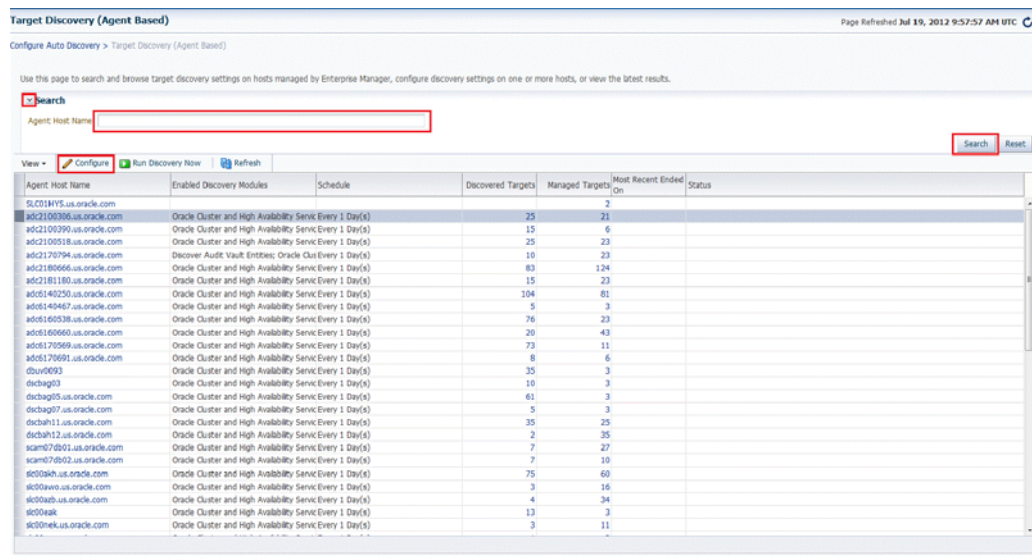 Target Discovery (Agent Based)
Page Refreshed Jul 19, 2012 9:57:57 AM UTC
Configure Auto Discovery > Target Discovery (Agent Based)
Use this page to search and browse target discovery settings on hosts managed by Enterprise Manager, configure discovery settings on one or more hosts, or view the latest results.
Search
Agent Host Name
Search Reset
View Configure Run Discovery Now Refresh
Agent Host Name Enabled Discovery Modules Schedule Discovered Targets Managed Targets Most Recent Ended On Status
SLC01HYS.us.oracle.com 2
adc2100306.us.oracle.com Oracle Cluster and High Availability Servic Every 1 Day(s) 25 21
adc2100390.us.oracle.com Oracle Cluster and High Availability Servic Every 1 Day(s) 15 6
adc2100518.us.oracle.com Oracle Cluster and High Availability Servic Every 1 Day(s) 25 23
adc2170794.us.oracle.com Discover Audit Vault Entities; Oracle Clus Every 1 Day(s) 10 23
adc2180666.us.oracle.com Oracle Cluster and High Availability Servic Every 1 Day(s) 83 124
adc2181180.us.oracle.com Oracle Cluster and High Availability Servic Every 1 Day(s) 15 23
adc6140250.us.oracle.com Oracle Cluster and High Availability Servic Every 1 Day(s) 104 81
adc6140467.us.oracle.com Oracle Cluster and High Availability Servic Every 1 Day(s) 5 3
adc6160538.us.oracle.com Oracle Cluster and High Availability Servic Every 1 Day(s) 76 23
adc6160660.us.oracle.com Oracle Cluster and High Availability Servic Every 1 Day(s) 20 43
adc6170569.us.oracle.com Oracle Cluster and High Availability Servic Every 1 Day(s) 73 11
adc6170691.us.oracle.com Oracle Cluster and High Availability Servic Every 1 Day(s) 8 6
dbuv0093 Oracle Cluster and High Availability Servic Every 1 Day(s) 35 3
dscbag03 Oracle Cluster and High Availability Servic Every 1 Day(s) 10 3
dscbag05.us.oracle.com Oracle Cluster and High Availability Servic Every 1 Day(s) 61 3
dscbag07.us.oracle.com Oracle Cluster and High Availability Servic Every 1 Day(s) 5 3
dscbah11.us.oracle.com Oracle Cluster and High Availability Servic Every 1 Day(s) 35 25
dscbah12.us.oracle.com Oracle Cluster and High Availability Servic Every 1 Day(s) 2 35
scam07db01.us.oracle.com Oracle Cluster and High Availability Servic Every 1 Day(s) 7 27
scam07db02.us.oracle.com Oracle Cluster and High Availability Servic Every 1 Day(s) 7 10
slc00akh.us.oracle.com Oracle Cluster and High Availability Servic Every 1 Day(s) 75 60
slc00awo.us.oracle.com Oracle Cluster and High Availability Servic Every 1 Day(s) 3 16
slc00azb.us.oracle.com Oracle Cluster and High Availability Servic Every 1 Day(s) 4 34
slc00eak Oracle Cluster and High Availability Servic Every 1 Day(s) 13 3
slc00nek.us.oracle.com Oracle Cluster and High Availability Servic Every 1 Day(s) 3 11